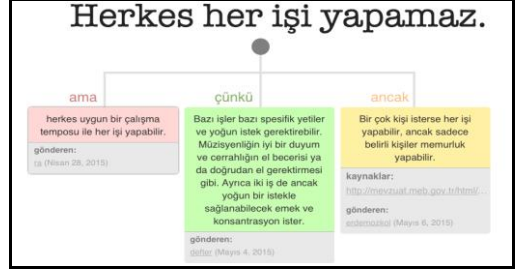 Herkes her işi yapamaz.
ama
herkes uygun bir çalışma
temposu ile her işi yapabilir.
gönderen:
ra (Nisan 28, 2015)
çünkü
Bazı işler bazı spesifik yetiler
ve yoğun istek gerektirebilir.
Müzisyenliğin iyi bir duyum
ve cerrahlığın el becerisi ya
da doğrudan el gerektirmesi
gibi. Ayrıca iki iş de ancak
yoğun bir istekle
sağlanabilecek emek ve
konsantrasyon ister.
gönderen:
defter (Mayıs 4, 2015)
ancak
Bir çok kişi isterse her işi
yapabilir, ancak sadece
belirli kişiler memurluk
yapabilir.
kaynaklar:
http://mevzuat.meb.gov.tr/html/...
gönderen:
erdemozkol (Mayıs 6, 2015)